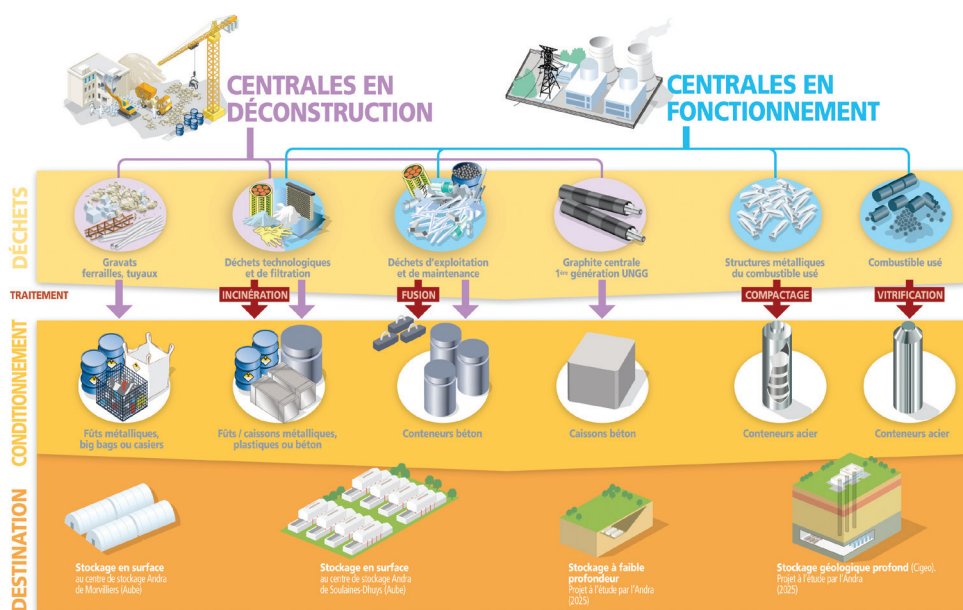 CENTRALES EN
DÉCONSTRUCTION
CENTRALES EN
FONCTIONNEMENT
DÉCHETS
Gravats
ferrailles, tuyaux
Déchets technologiques
et de filtration
Déchets d'exploitation
et de maintenance
Graphite centrale
1ère génération UNGG
Structures métalliques
du combustible usé
Combustible usé
TRAITEMENT
INCINÉRATION
FUSION
COMPACTAGE
VITRIFICATION
CONDITIONNEMENT
Fûts métalliques,
big bags ou casiers
Fûts / caissons métalliques,
plastiques ou béton
Conteneurs béton
Caissons béton
Conteneurs acier
Conteneurs acier
DESTINATION
Stockage en surface
au centre de stockage Andra
de Morvilliers (Aube)
Stockage en surface
au centre de stockage Andra
de Soulaines-Dhuys (Aube)
Stockage à faible
profondeur
Projet à l'étude par l'Andra
(2025)
Stockage géologique profond (Cigeo).
Projet à l'étude par l'Andra
(2025)